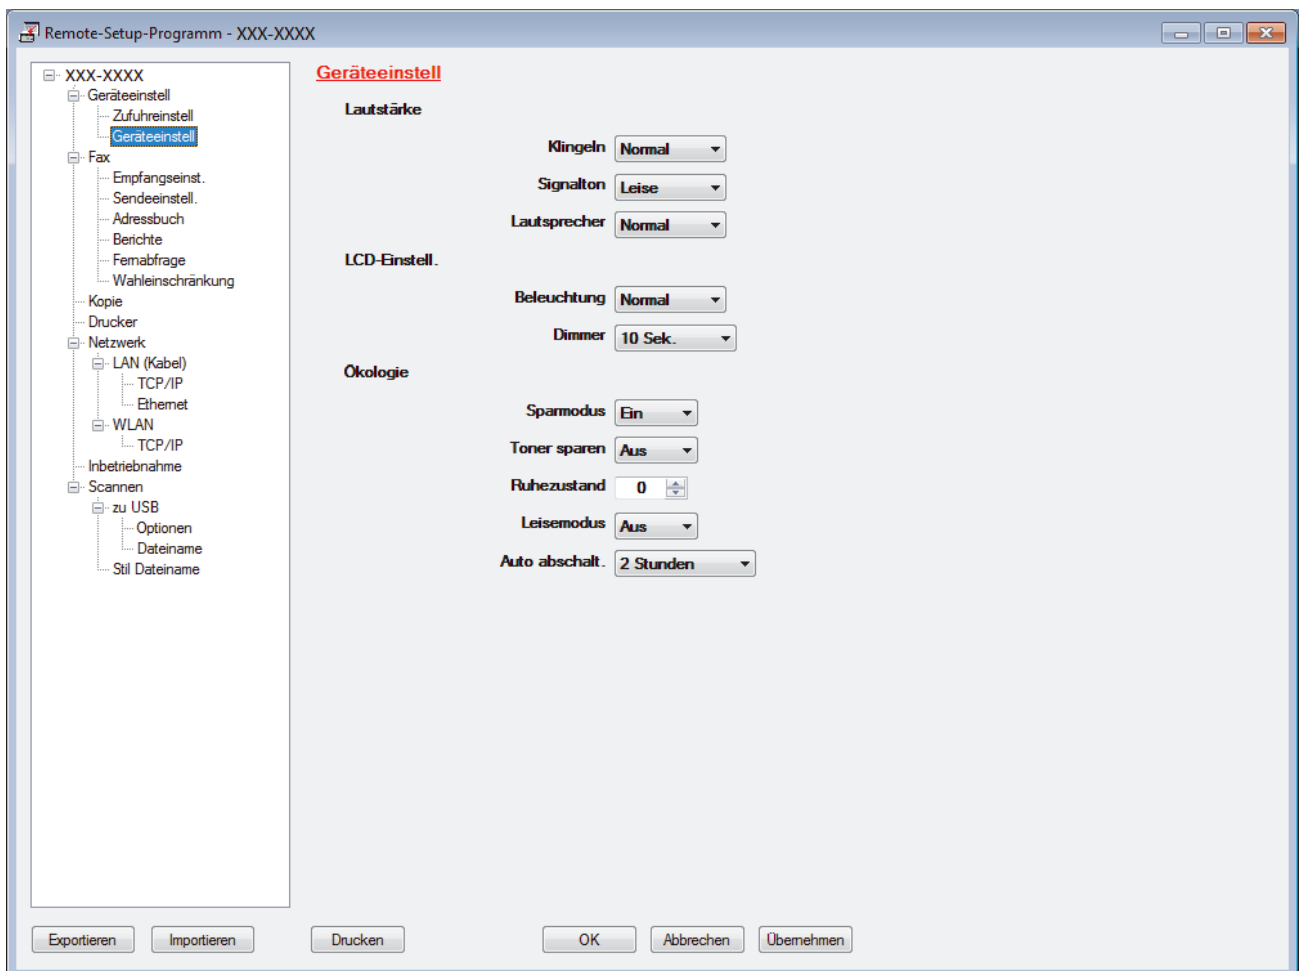 Remote-Setup-Programm - XXX-XXXX
XXX-XXXX
Geräteeinstell
Zufuhreinstell
Geräteeinstell
Fax
Empfangseinst.
Sendeeinstell.
Adressbuch
Berichte
Fernabfrage
Wahleinschränkung
Kopie
Drucker
Netzwerk
LAN (Kabel)
TCP/IP
Ethernet
WLAN
TCP/IP
Inbetriebnahme
Scannen
zu USB
Optionen
Dateiname
Stil Dateiname
Geräteeinstell
Lautstärke
Klingeln Normal
Signalton Leise
Lautsprecher Normal
LCD-Einstell.
Beleuchtung Normal
Dimmer 10 Sek.
Ökologie
Sparmodus Ein
Toner sparen Aus
Ruhezustand 0
Leisemodus Aus
Auto abschalt. 2 Stunden
Exportieren Importieren Drucken OK Abbrechen Übernehmen